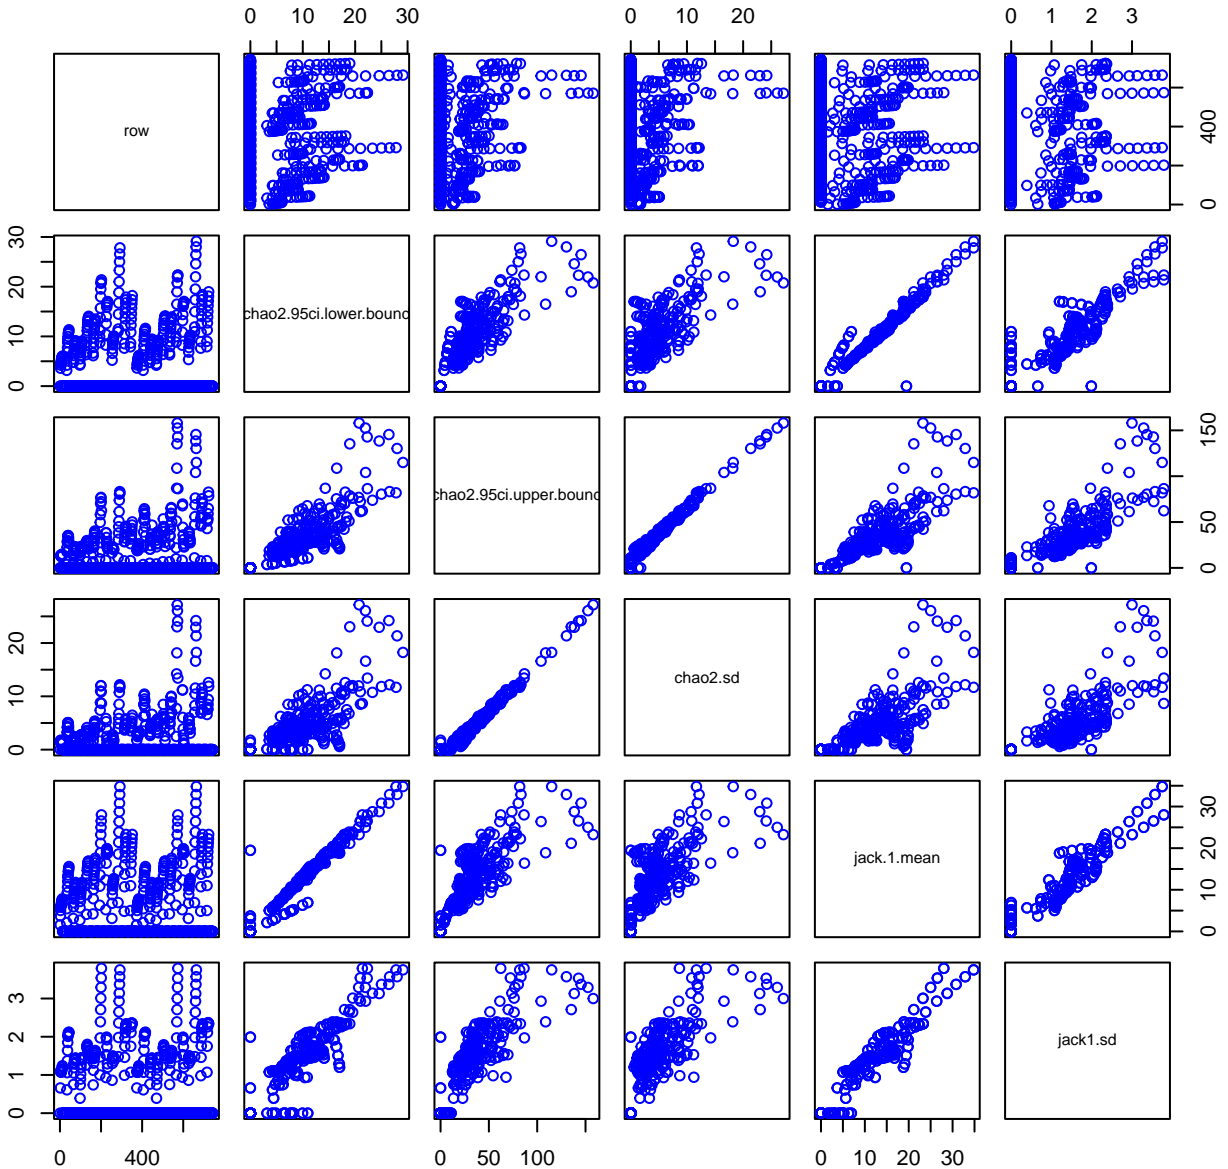 0 10 20 30 0 10 20 0 1 2 3
row
0 400
chao2.95ci.lower.bound
0 10 20 30
chao2.95ci.upper.bound
0 50 150
chao2.sd
0 10 20
jack.1.mean
0 10 20 30
jack1.sd
0 1 2 3
0 400 0 50 100 0 10 20 30